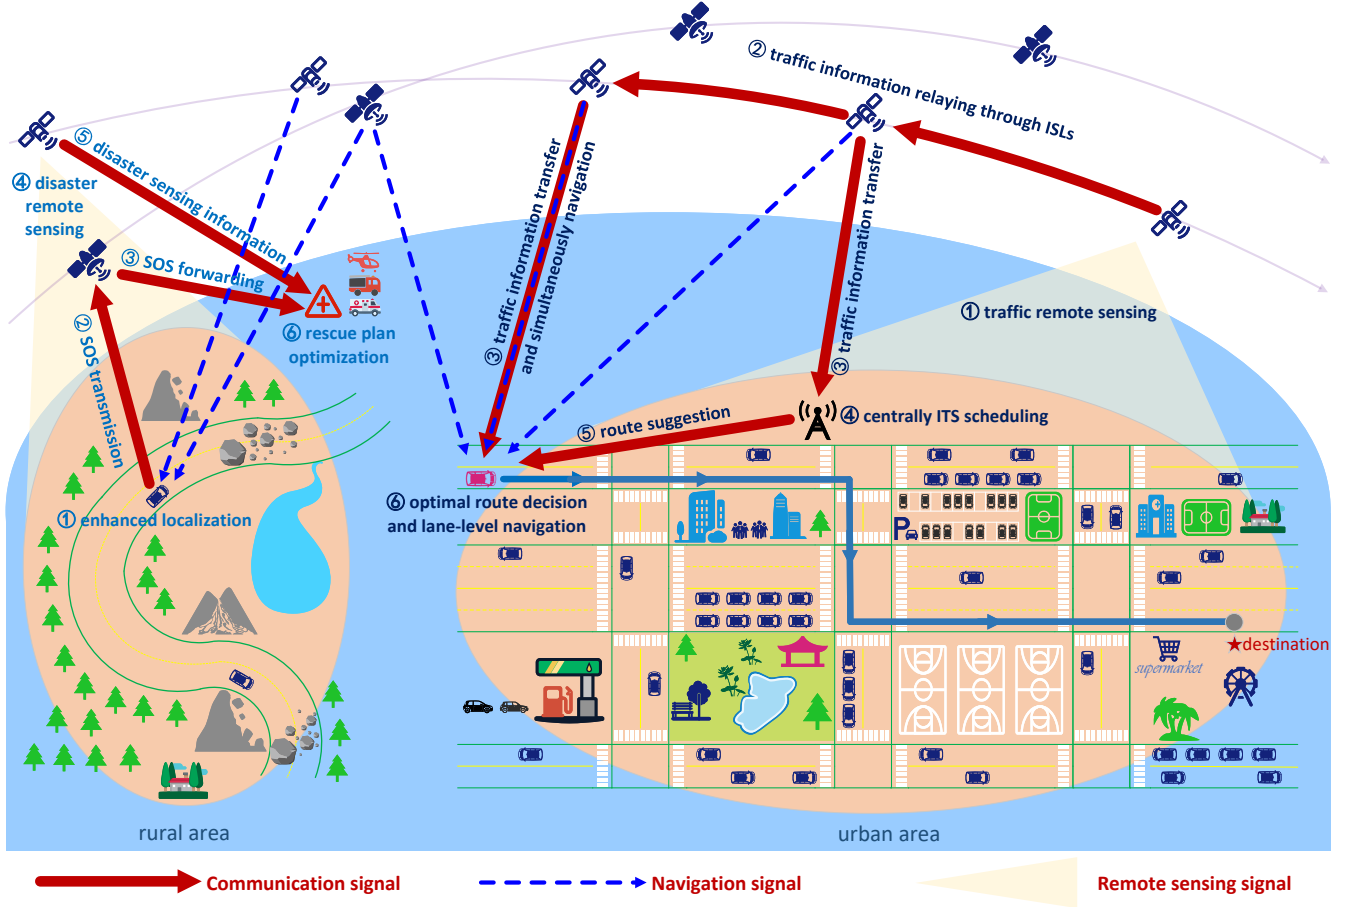 ② traffic information relaying through ISLs
⑤ disaster sensing information
④ disaster
remote
sensing
③ SOS forwarding
② SOS transmission
⑥ rescue plan
optimization
① enhanced localization
③ traffic information transfer
and simultaneously navigation
③ traffic information transfer
① traffic remote sensing
④ centrally ITS scheduling
⑤ route suggestion
⑥ optimal route decision
and lane-level navigation
P
★destination
supermarket
rural area
urban area
Communication signal
Navigation signal
Remote sensing signal